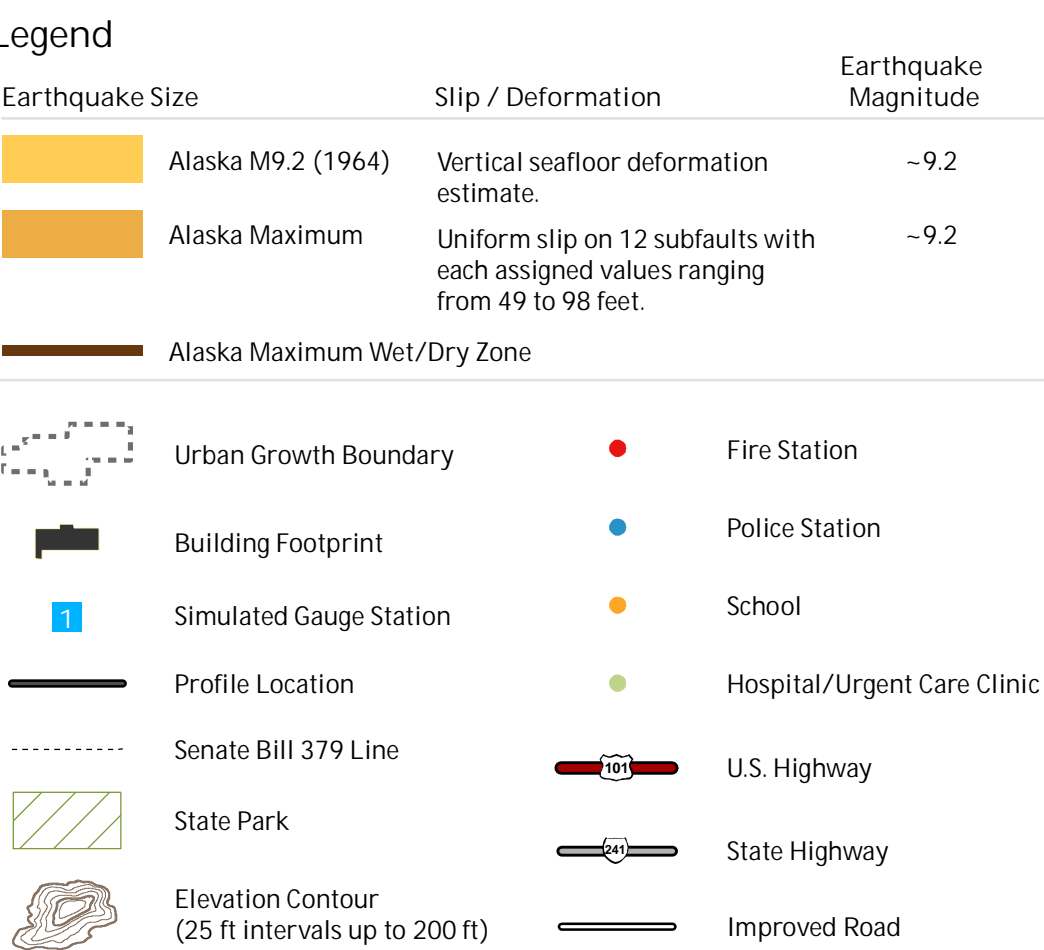 Legend
Earthquake Size
Slip / Deformation
Earthquake
Magnitude
Alaska M9.2 (1964)
Vertical seafloor deformation
estimate.
~9.2
Alaska Maximum
Uniform slip on 12 subfaults with
each assigned values ranging
from 49 to 98 feet.
~9.2
Alaska Maximum Wet/Dry Zone
Urban Growth Boundary
Building Footprint
1
Simulated Gauge Station
Profile Location
Senate Bill 379 Line
State Park
Elevation Contour
(25 ft intervals up to 200 ft)
Fire Station
Police Station
School
Hospital/Urgent Care Clinic
101
U.S. Highway
241
State Highway
Improved Road